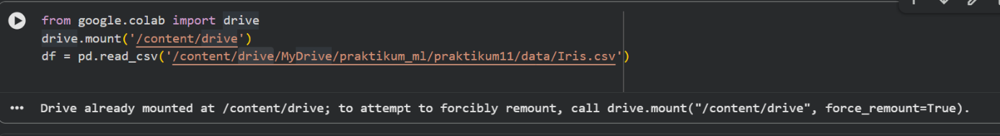 from google.colab import drive
drive.mount('/content/drive')
df = pd.read_csv('/content/drive/MyDrive/praktikum_ml/praktikum11/data/Iris.csv')
Drive already mounted at /content/drive; to attempt to forcibly remount, call drive.mount("/content/drive", force_remount=True).